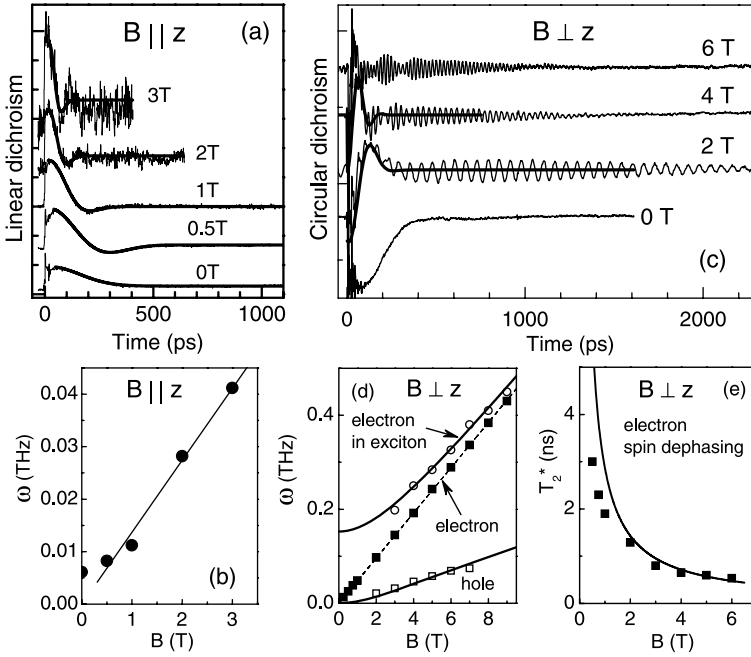 B || z
(a)
3T
2T
1T
0.5T
0T
Linear dichroism
0
500
1000
Time (ps)
B ⊥ z
6 T
4 T
2 T
0 T
(c)
Circular dichroism
0
1000
2000
Time (ps)
B || z
0.04
0.03
0.02
0.01
0.00
ω (THz)
(b)
0
1
2
3
B (T)
(d)
B ⊥ z
electron
in exciton
electron
hole
0.4
0.2
0.0
ω (THz)
0
2
4
6
8
B (T)
B ⊥ z
(e)
electron
spin dephasing
4
2
0
T2* (ns)
0
2
4
6
B (T)